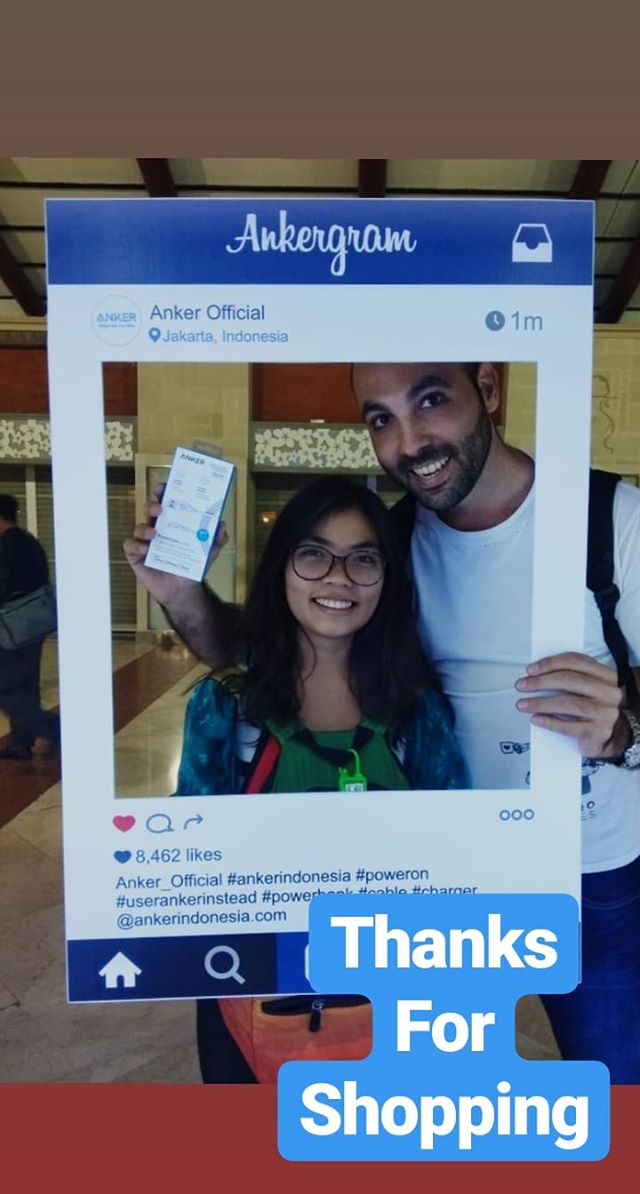 Ankergram
ANKER
Anker Official
Jakarta, Indonesia
1m
ANKER
8,462 likes
Anker_Official #ankerindonesia #poweron
#userankerinstead #powerbank #cable #charger
@ankerindonesia.com
Thanks
For
Shopping